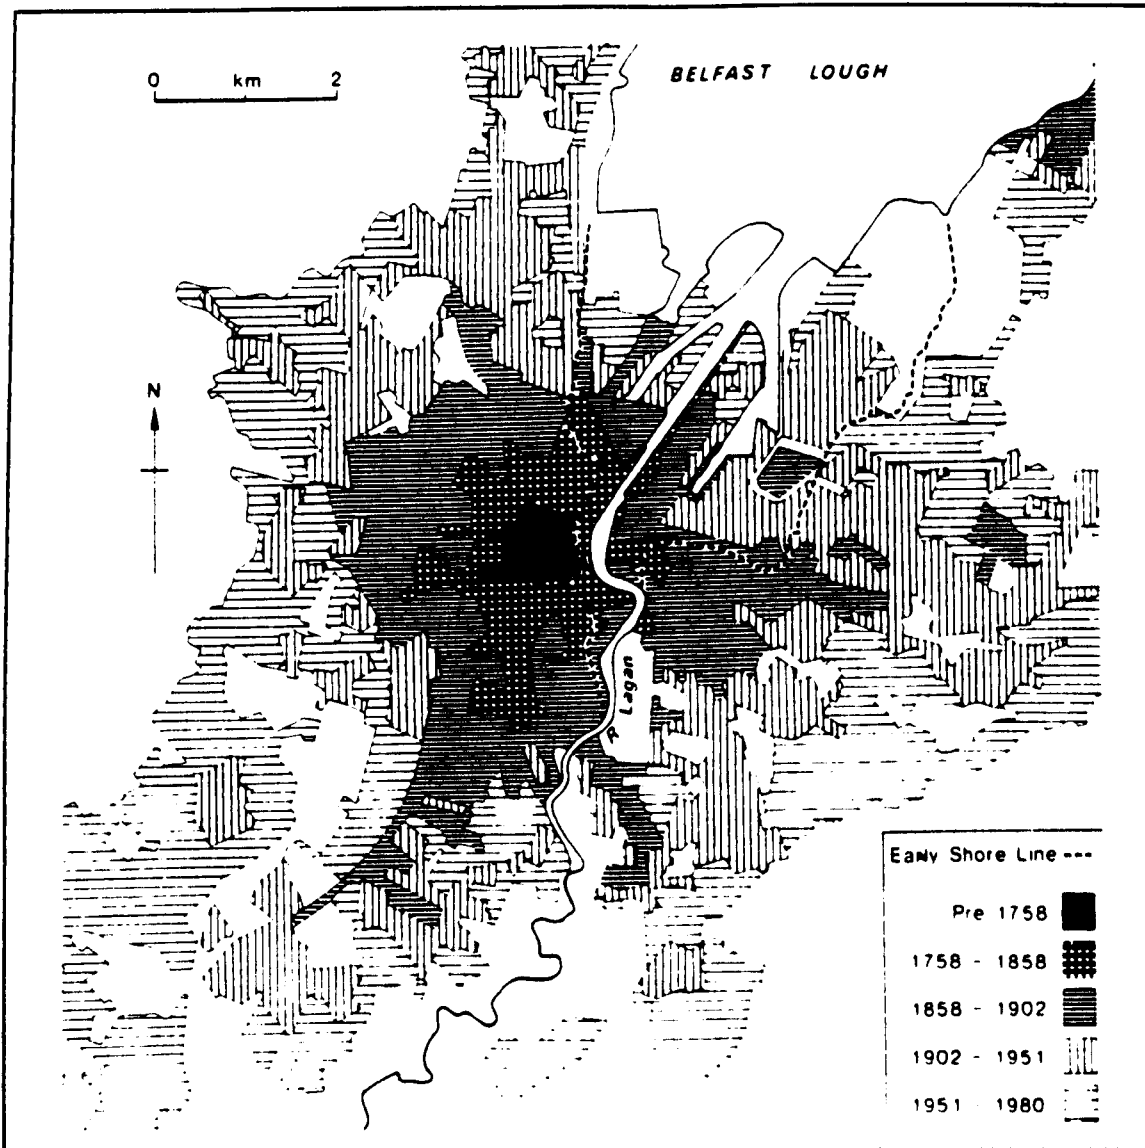 0 km 2
BELFAST LOUGH
N
R Lagan
Early Shore Line ---
Pre 1758
1758 - 1858
1858 - 1902
1902 - 1951
1951 - 1980